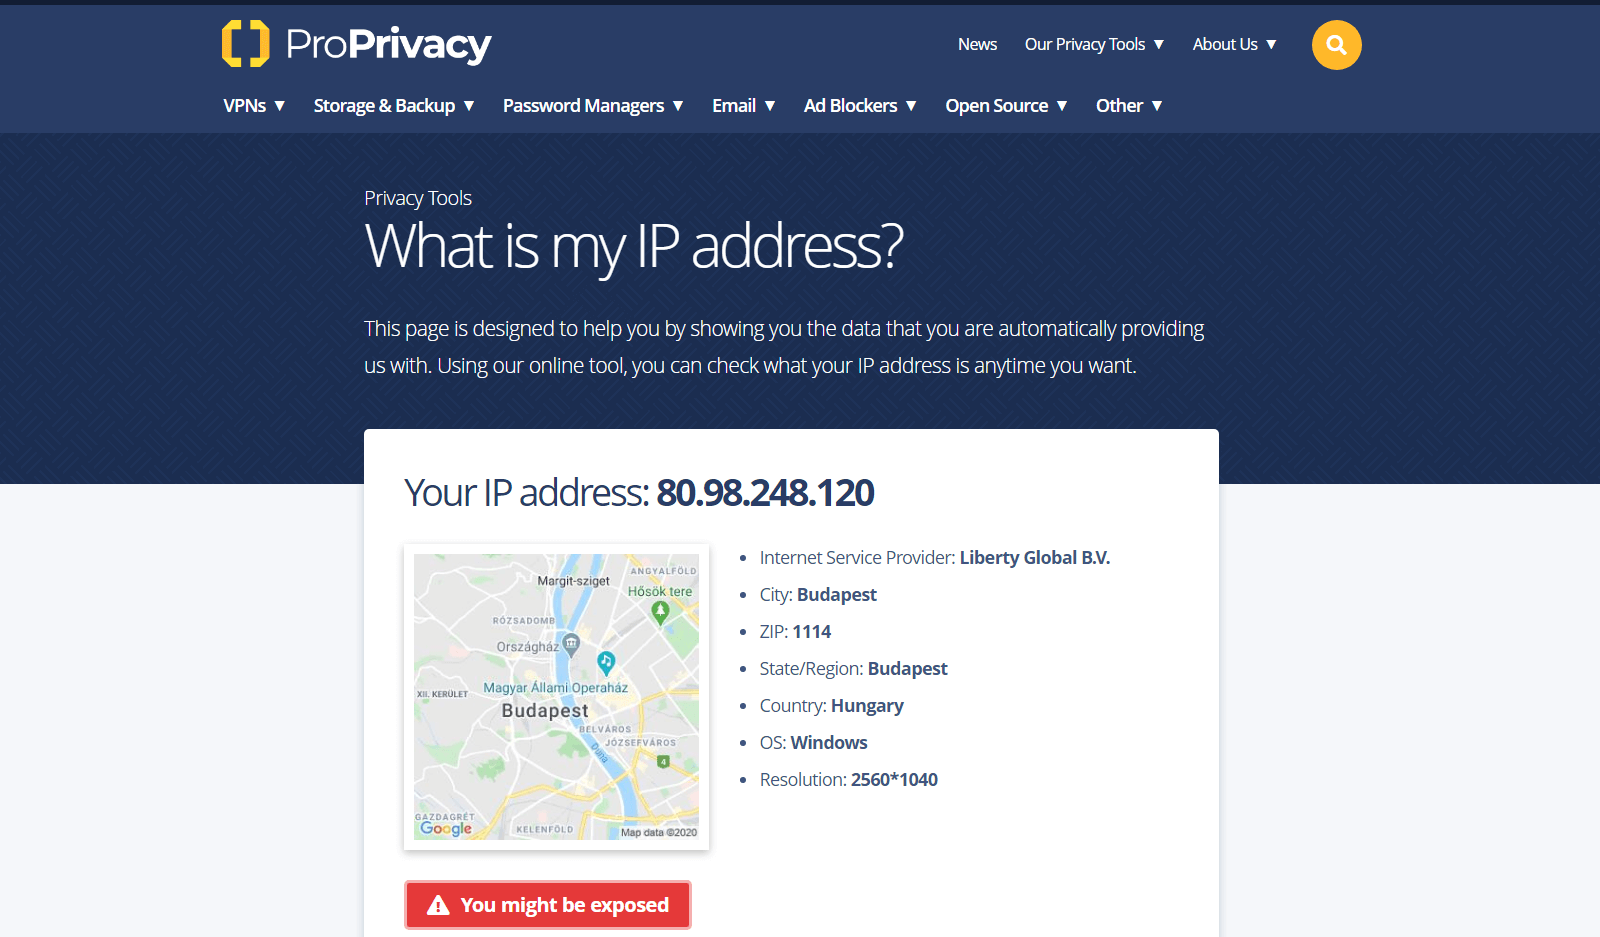 ProPrivacy
News Our Privacy Tools ▼ About Us ▼
VPNs ▼ Storage & Backup ▼ Password Managers ▼ Email ▼ Ad Blockers ▼ Open Source ▼ Other ▼
Privacy Tools
What is my IP address?
This page is designed to help you by showing you the data that you are automatically providing
us with. Using our online tool, you can check what your IP address is anytime you want.
Your IP address: 80.98.248.120
Margit-sziget
ANGYALFÖLD
Hősök tere
RÓZSADOMB
Országház
XII. KERÜLET
Magyar Állami Operaház
Budapest
BELVÁROS
JÓZSEFVÁROS
Duna
4
GAZDAGRÉT
Google
KELENFÖLD
Map data ©2020
• Internet Service Provider: Liberty Global B.V.
• City: Budapest
• ZIP: 1114
• State/Region: Budapest
• Country: Hungary
• OS: Windows
• Resolution: 2560*1040
You might be exposed